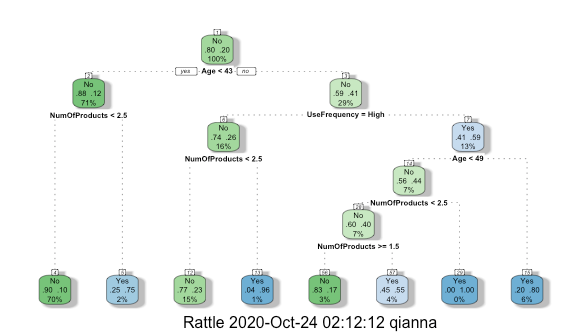 1
No
.80 .20
100%
yes Age < 43 no
2
No
.88 .12
71%
NumOfProducts < 2.5
3
No
.59 .41
29%
UseFrequency = High
6
No
.74 .26
16%
NumOfProducts < 2.5
7
Yes
.41 .59
13%
Age < 49
14
No
.56 .44
7%
NumOfProducts < 2.5
28
No
.60 .40
7%
NumOfProducts >= 1.5
4
No
.90 .10
70%
5
Yes
.25 .75
2%
12
No
.77 .23
15%
13
Yes
.04 .96
1%
56
No
.83 .17
3%
57
Yes
.45 .55
4%
29
Yes
.00 1.00
0%
15
Yes
.20 .80
6%
Rattle 2020-Oct-24 02:12:12 qianna